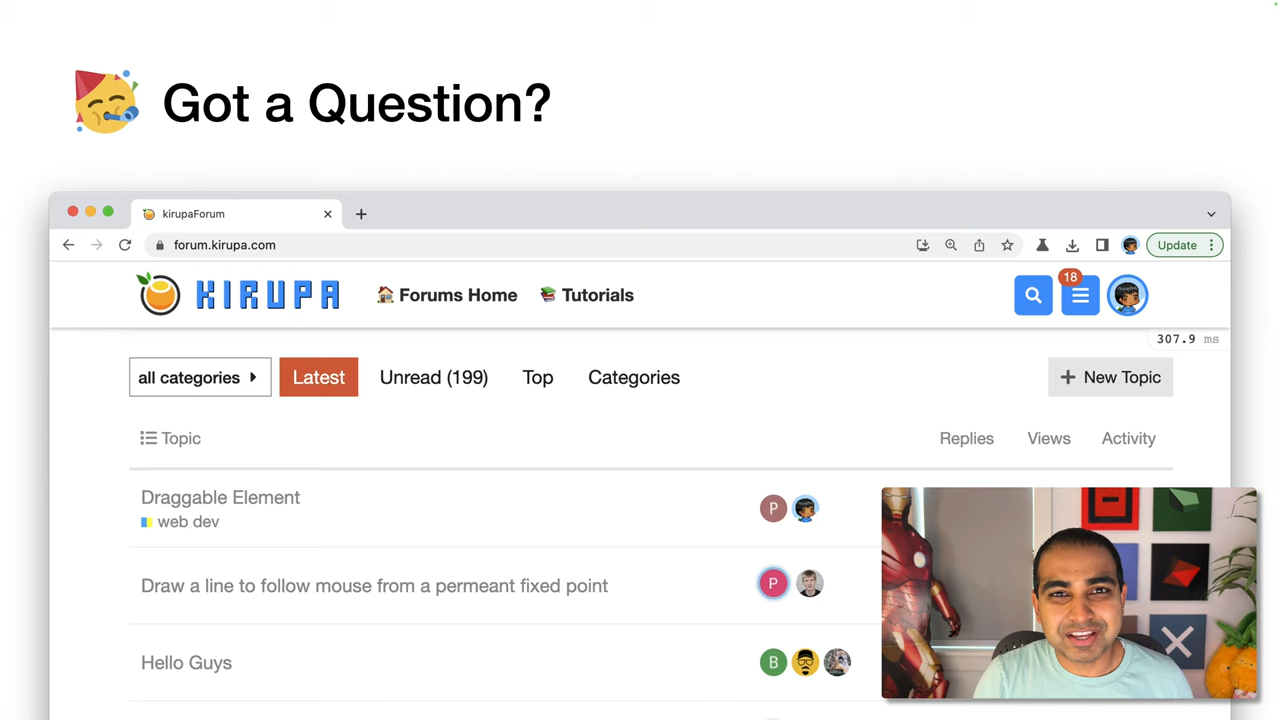 Got a Question?
kirupaForum
forum.kirupa.com
Update
KIRUPA
Forums Home
Tutorials
18
307.9 ms
all categories
Latest
Unread (199)
Top
Categories
New Topic
Topic
Replies
Views
Activity
Draggable Element
P
web dev
Draw a line to follow mouse from a permeant fixed point
P
Hello Guys
B